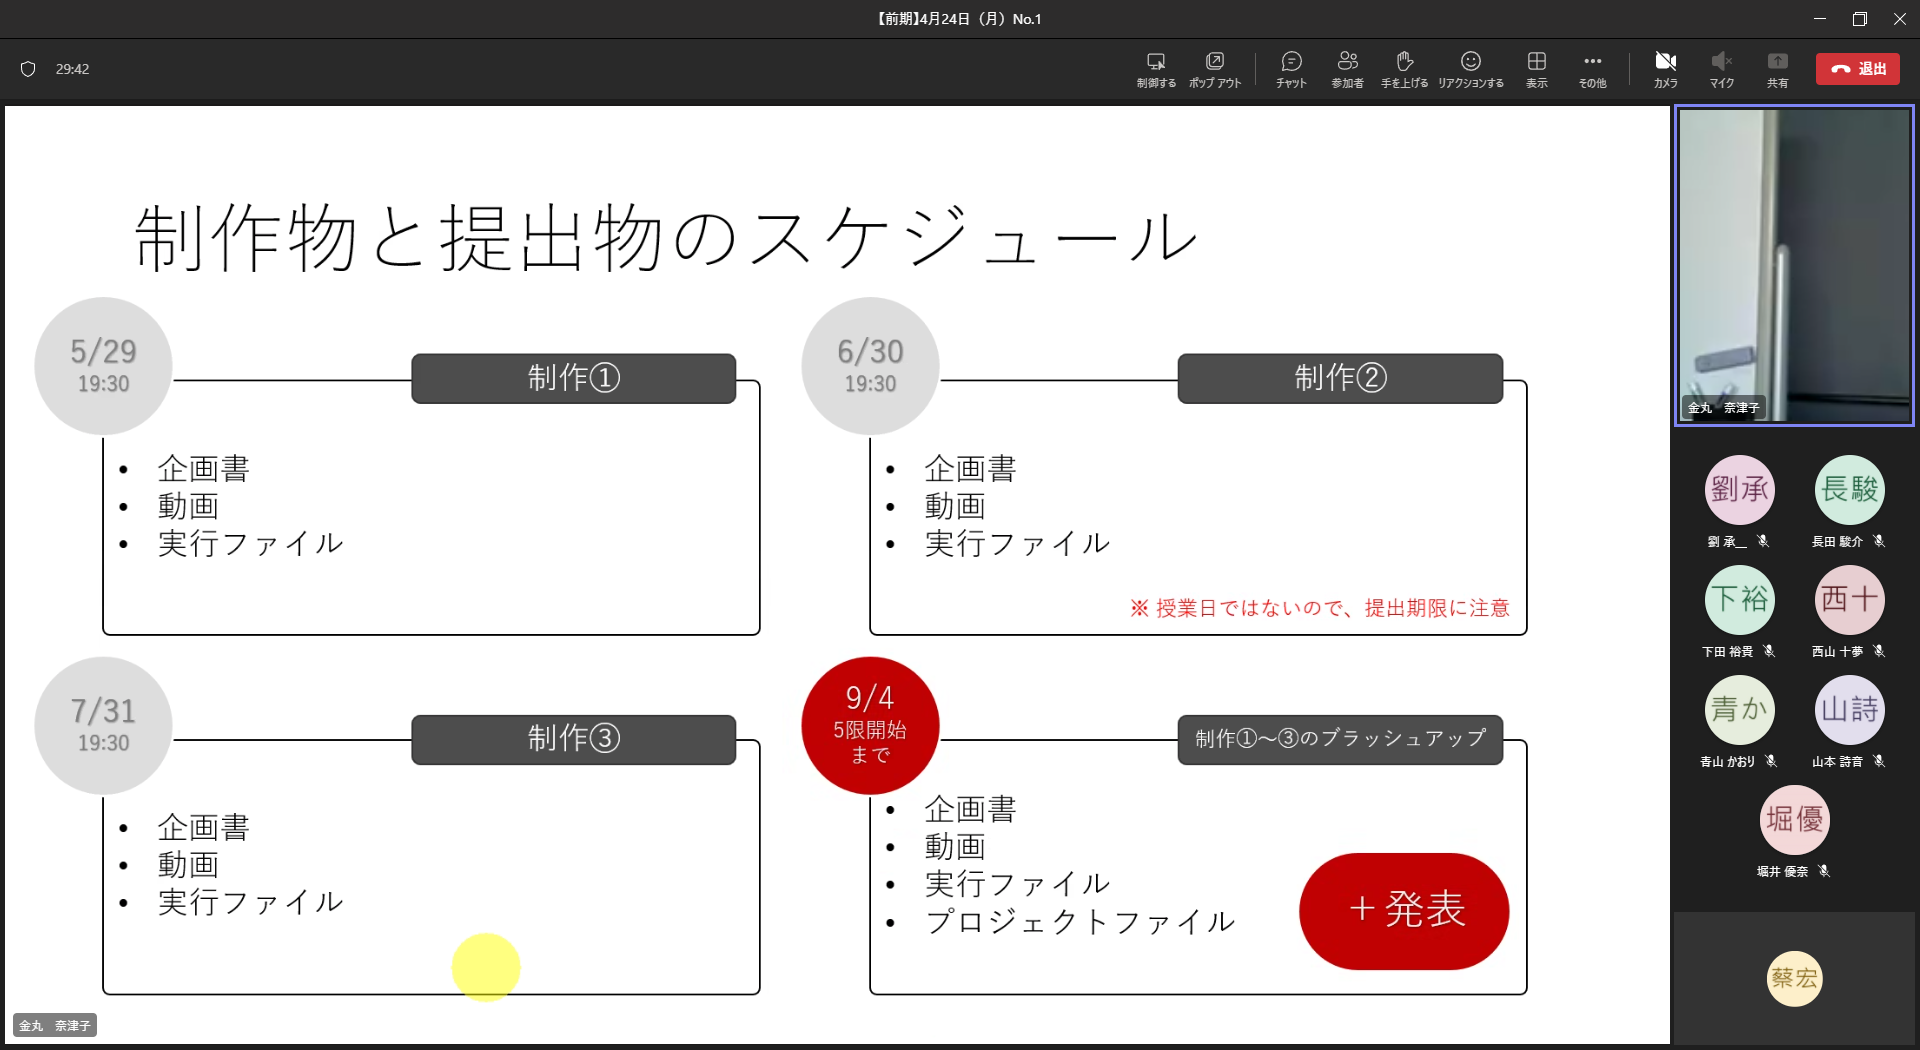 【前期】4月24日（月）No.1
29:42
制御する
ポップ アウト
チャット
参加者
手を上げる
リアクションする
表示
その他
カメラ
マイク
共有
退出
制作物と提出物のスケジュール
5/29
19:30
制作①
• 企画書
• 動画
• 実行ファイル
6/30
19:30
制作②
• 企画書
• 動画
• 実行ファイル
※ 授業日ではないので、提出期限に注意
7/31
19:30
制作③
• 企画書
• 動画
• 実行ファイル
9/4
5限開始
まで
制作①～③のブラッシュアップ
• 企画書
• 動画
• 実行ファイル
• プロジェクトファイル
＋発表
金丸　奈津子
金丸　奈津子
劉承
劉 承__
長駿
長田 駿介
下裕
下田 裕貴
西十
西山 十夢
青か
青山 かおり
山詩
山本 詩音
堀優
堀井 優奈
蔡宏